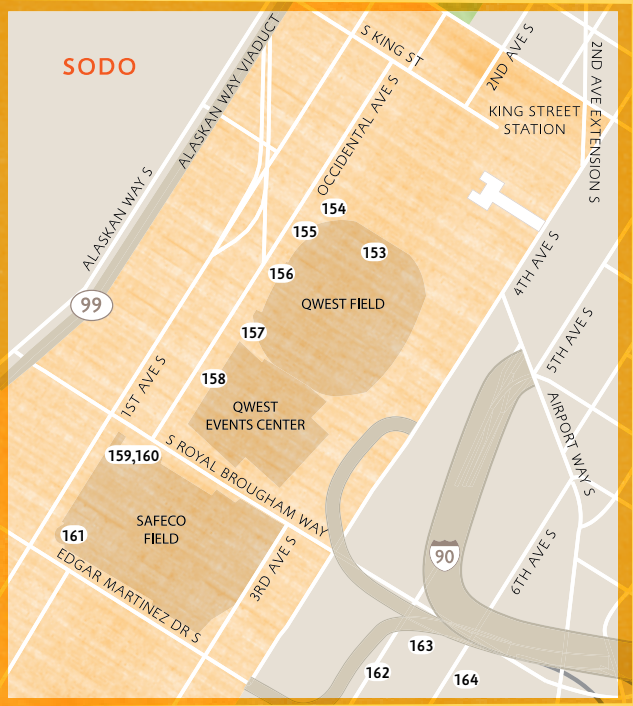 SODO
ALASKAN WAY VIADUCT
S KING ST
2ND AVE S
2ND AVE EXTENSION S
KING STREET
STATION
OCCIDENTAL AVE S
ALASKAN WAY S
154
155
153
4TH AVE S
156
99
QWEST FIELD
157
5TH AVE S
158
1ST AVE S
QWEST
EVENTS CENTER
AIRPORT WAY S
159,160
S ROYAL BROUGHAM WAY
SAFECO
FIELD
161
90
EDGAR MARTINEZ DR S
3RD AVE S
6TH AVE S
163
162
164